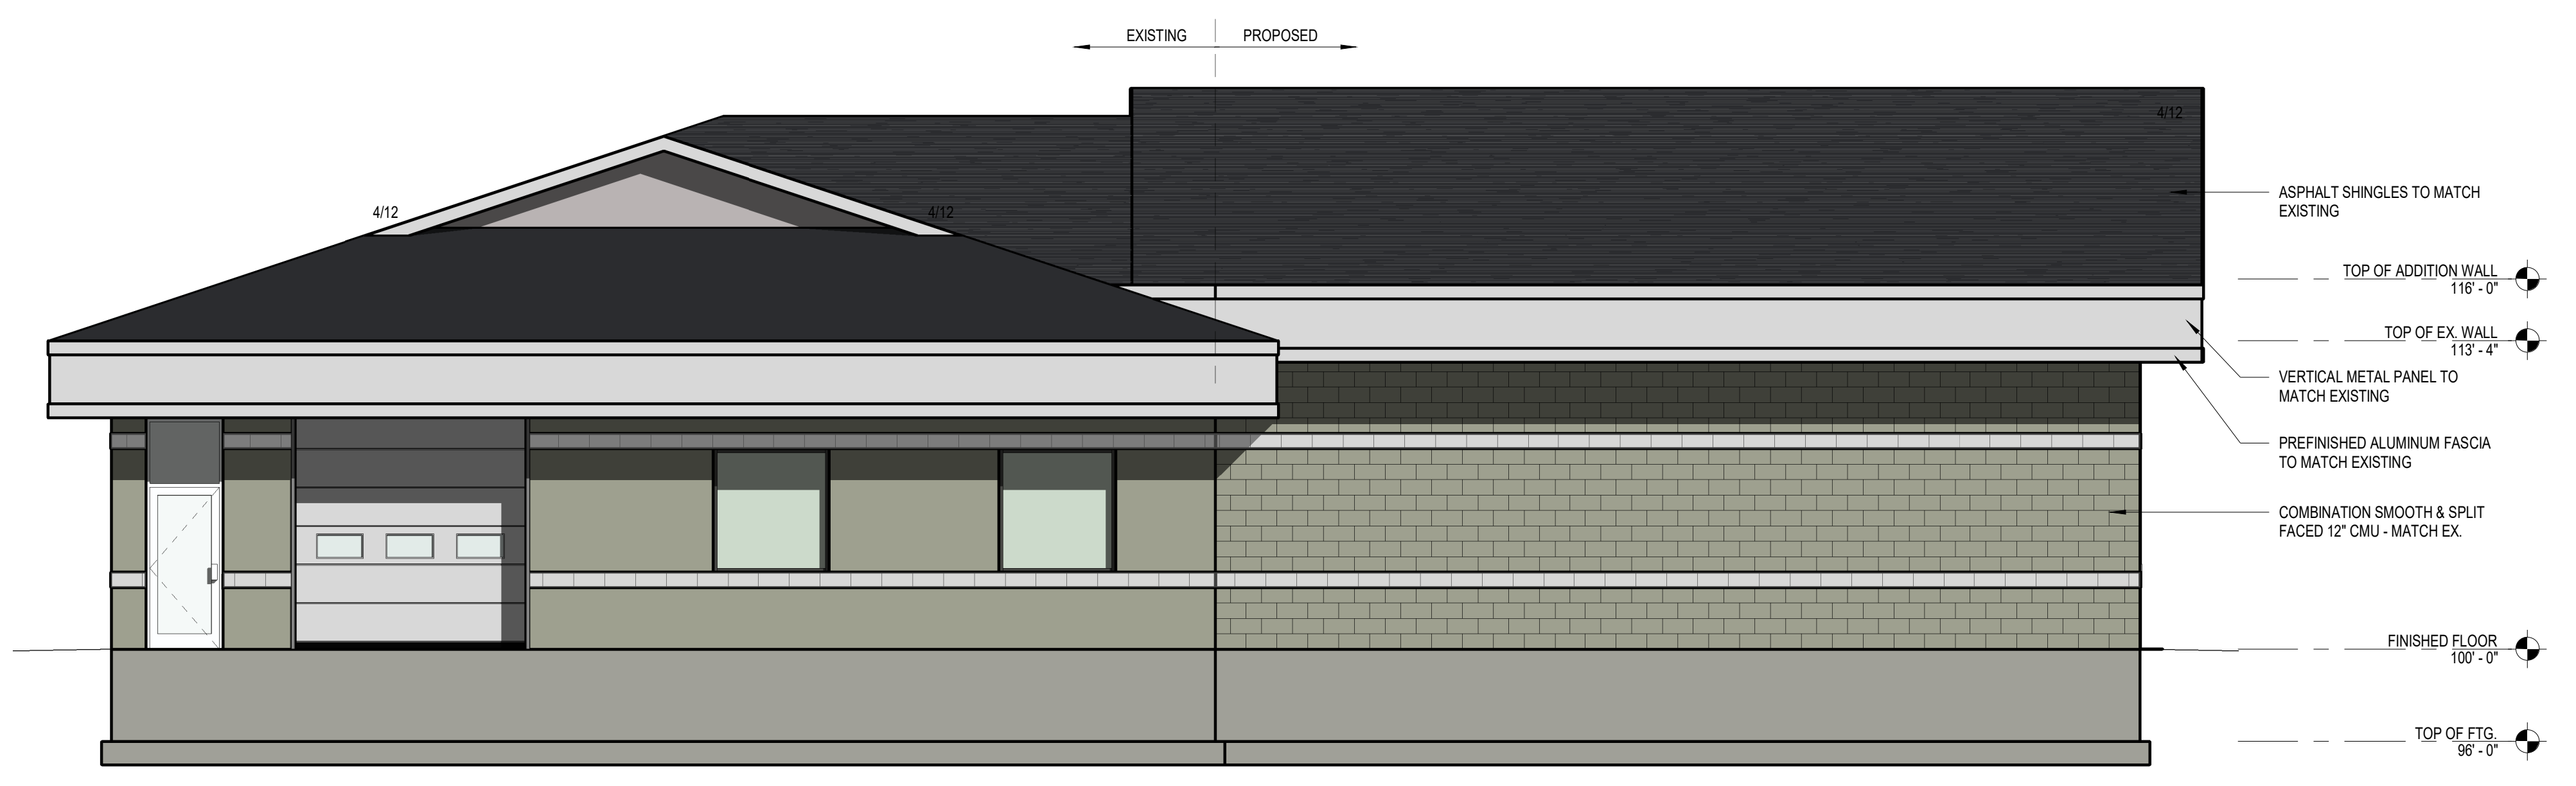 EXISTING PROPOSED
4/12
ASPHALT SHINGLES TO MATCH
EXISTING
4/12 4/12
TOP OF ADDITION WALL
116' - 0"
TOP OF EX. WALL
113' - 4"
VERTICAL METAL PANEL TO
MATCH EXISTING
PREFINISHED ALUMINUM FASCIA
TO MATCH EXISTING
COMBINATION SMOOTH & SPLIT
FACED 12" CMU - MATCH EX.
FINISHED FLOOR
100' - 0"
TOP OF FTG.
96' - 0"